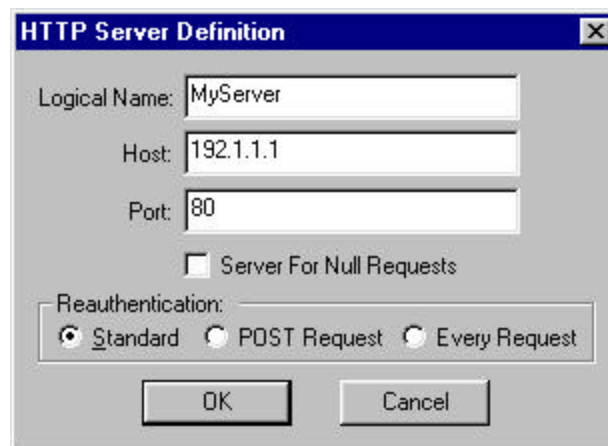 HTTP Server Definition
Logical Name: MyServer
Host: 192.1.1.1
Port: 80
Server For Null Requests
Reauthentication:
Standard POST Request Every Request
OK Cancel